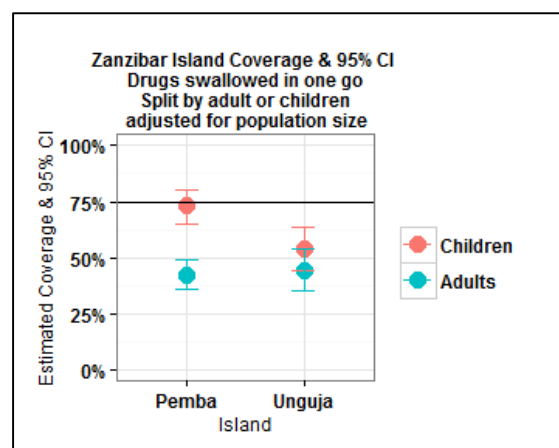 Zanzibar Island Coverage & 95% CI
Drugs swallowed in one go
Split by adult or children
adjusted for population size
Estimated Coverage & 95% CI
100%
75%
50%
25%
0%
Pemba Unguja
Island
Children
Adults